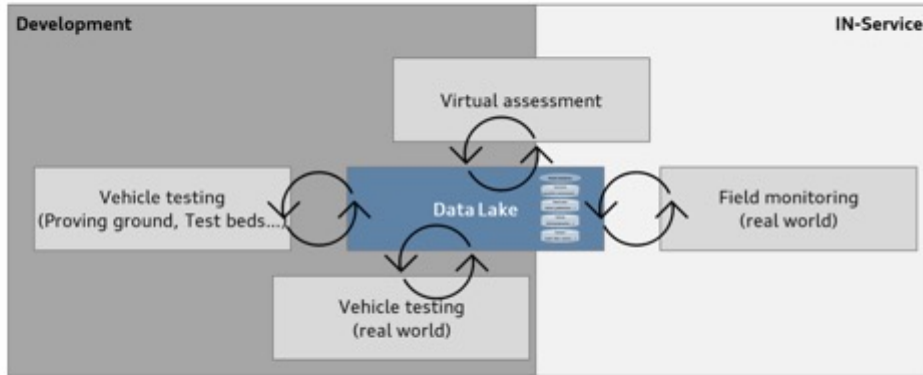 Development
IN-Service
Virtual assessment
Vehicle testing
(Proving ground, Test beds...)
Data Lake
Field monitoring
(real world)
Vehicle testing
(real world)